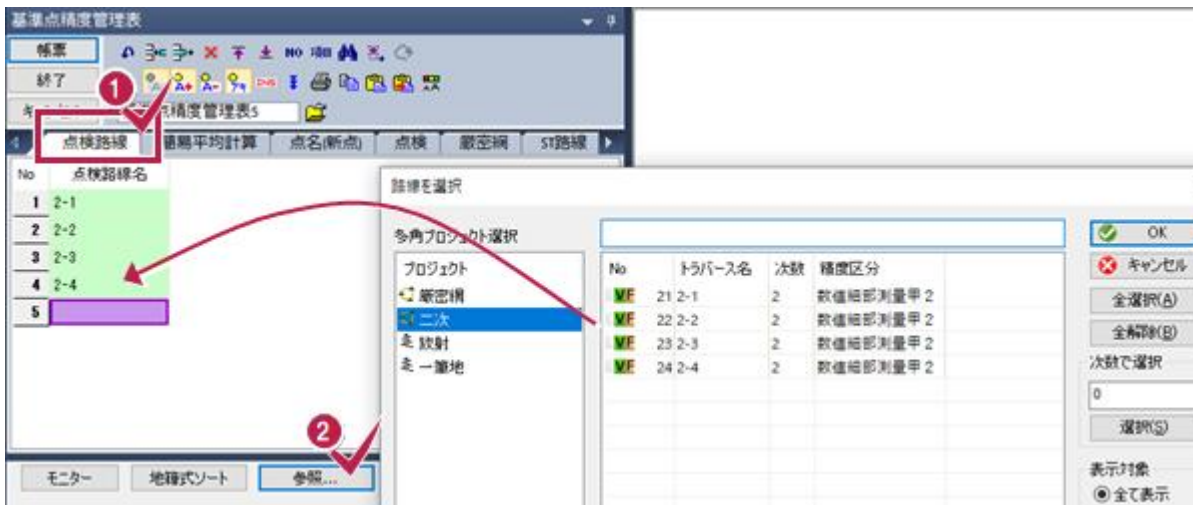 基準点精度管理表
帳票
NO 項目
終了
DMS
1
精度管理表5
点検路線 簡易平均計算 点名(新点) 点検 厳密網 ST路線
No 点検路線名
1 2-1
2 2-2
3 2-3
4 2-4
5
モニター 地籍式ソート 参照...
2
路線を選択
多角プロジェクト選択
プロジェクト
厳密網
二次
放射
一筆地
No トラバース名 次数 精度区分
VF 21 2-1 2 数値細部測量甲2
VF 22 2-2 2 数値細部測量甲2
VF 23 2-3 2 数値細部測量甲2
VF 24 2-4 2 数値細部測量甲2
OK
キャンセル
全選択(A)
全解除(B)
次数で選択
0
選択(S)
表示対象
全て表示